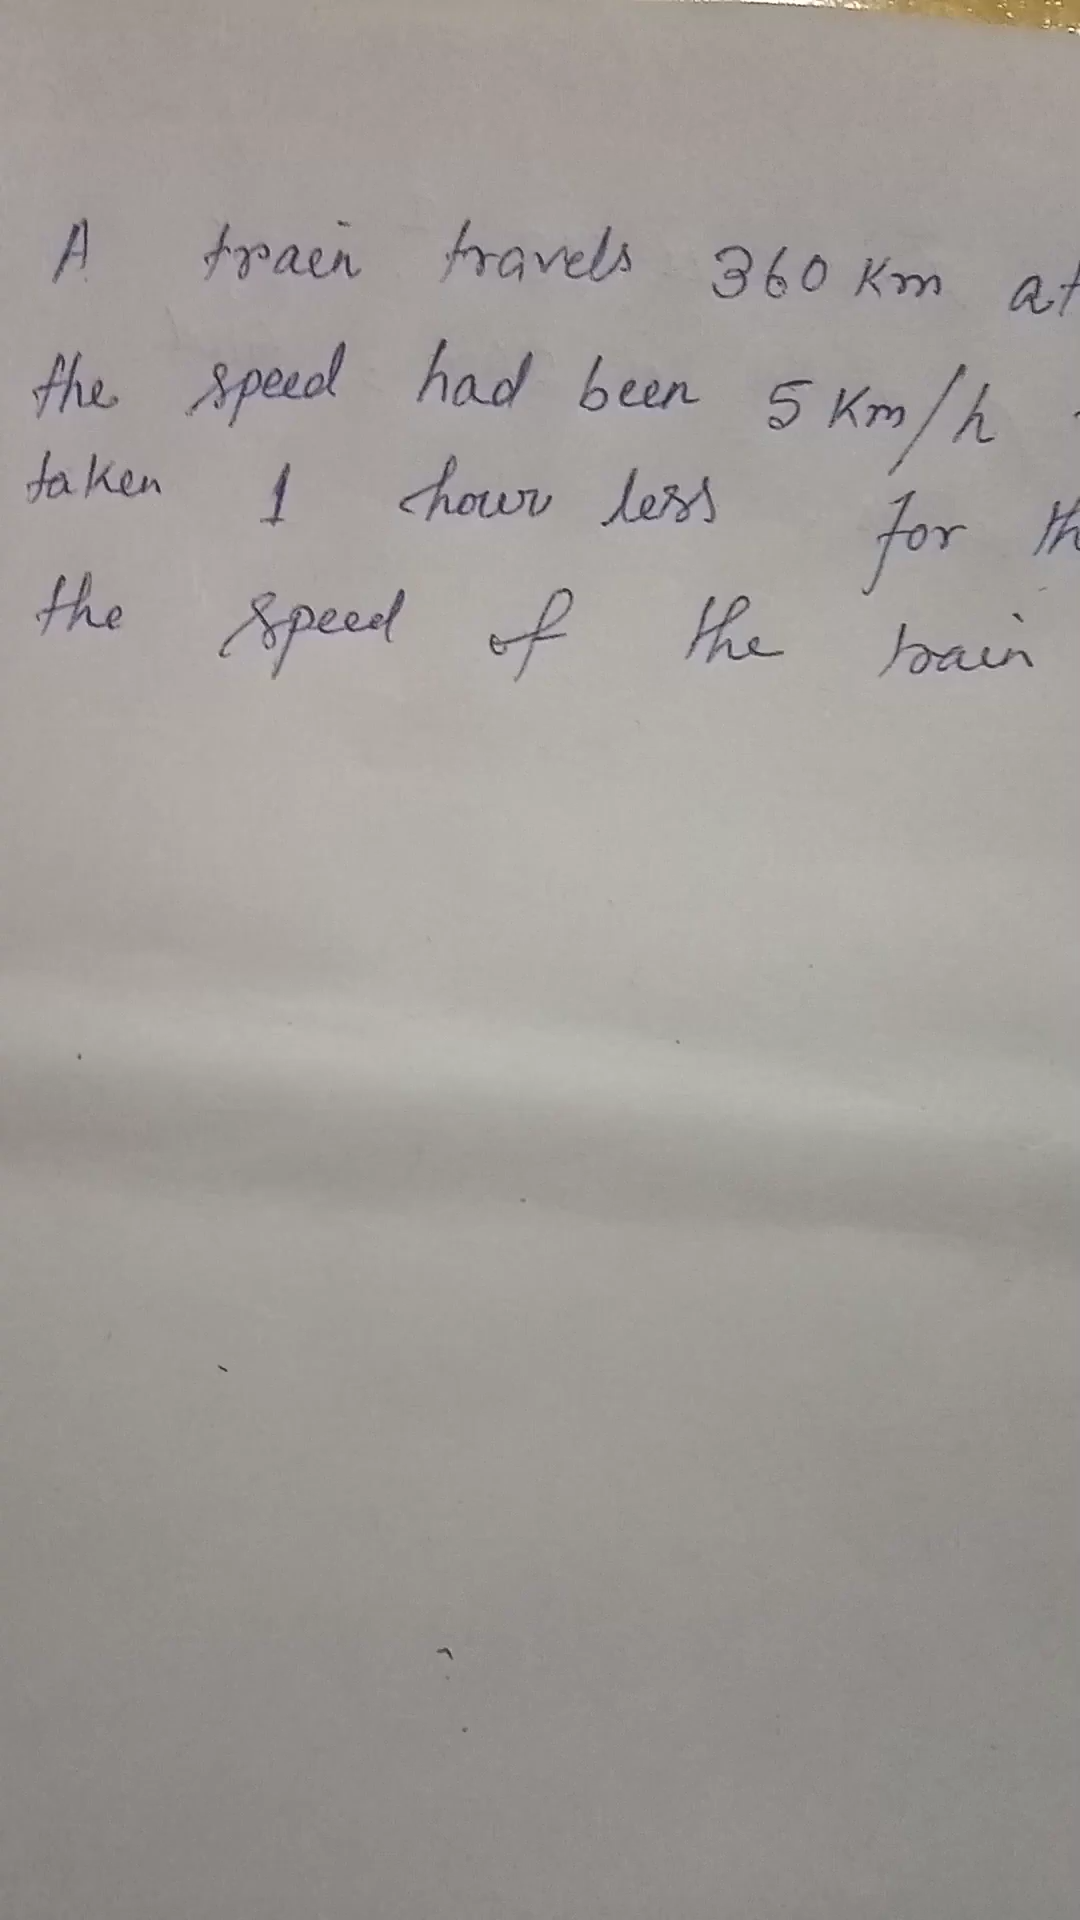 A train travels 360 Km at
the speed had been 5 Km/h
taken 1 hour less for th
the speed of the train